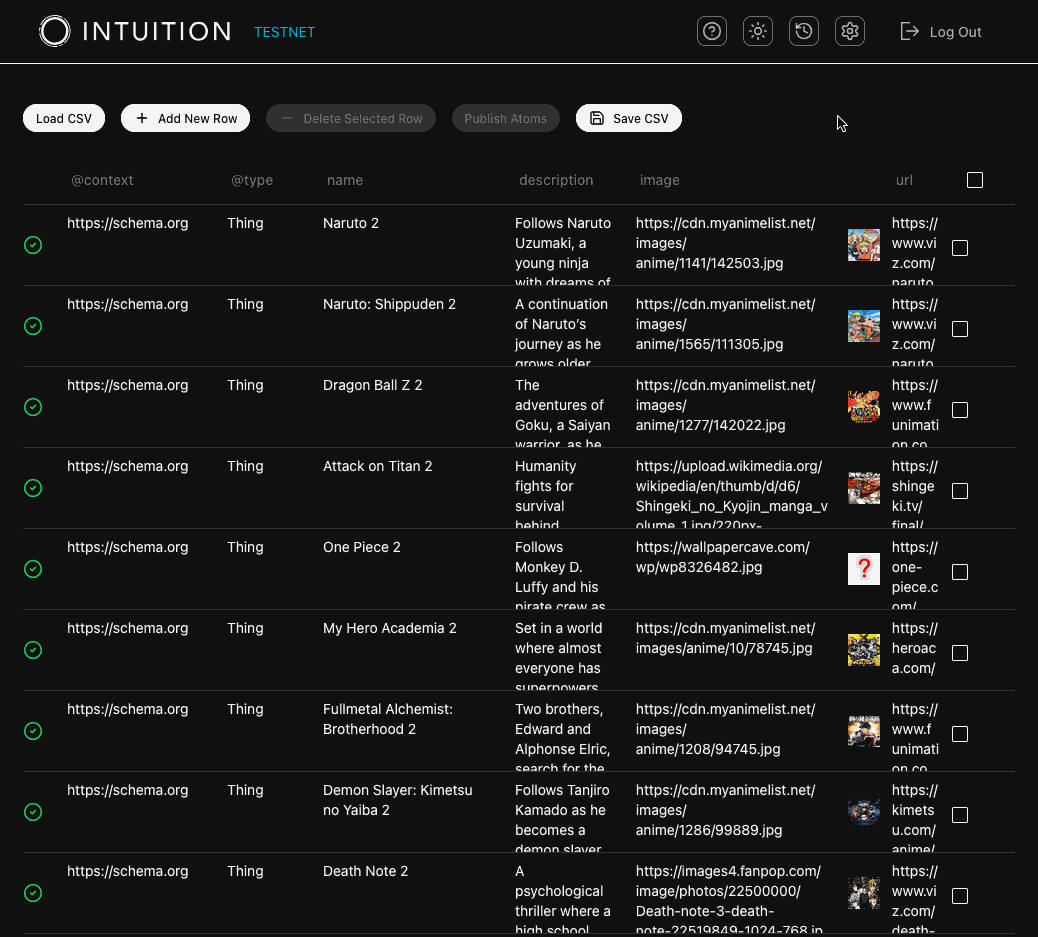 INTUITION TESTNET Log Out
Load CSV Add New Row Delete Selected Row Publish Atoms Save CSV
@context @type name description image url
https://schema.org Thing Naruto 2
Follows Naruto
Uzumaki, a
young ninja
with dreams of
https://cdn.myanimelist.net/
images/
anime/1141/142503.jpg
https://
www.vi
z.com/
naruto
https://schema.org Thing Naruto: Shippuden 2
A continuation
of Naruto's
journey as he
grows older
https://cdn.myanimelist.net/
images/
anime/1565/111305.jpg
https://
www.vi
z.com/
naruto
https://schema.org Thing Dragon Ball Z 2
The
adventures of
Goku, a Saiyan
warrior, as he
https://cdn.myanimelist.net/
images/
anime/1277/142022.jpg
https://
www.f
unimati
on.co
https://schema.org Thing Attack on Titan 2
Humanity
fights for
survival
behind
https://upload.wikimedia.org/
wikipedia/en/thumb/d/d6/
Shingeki_no_Kyojin_manga_v
olume_1.jpg/220px-
https://
shinge
ki.tv/
final/
https://schema.org Thing One Piece 2
Follows
Monkey D.
Luffy and his
pirate crew as
https://wallpapercave.com/
wp/wp8326482.jpg
?
https://
one-
piece.c
om/
https://schema.org Thing My Hero Academia 2
Set in a world
where almost
everyone has
superpowers
https://cdn.myanimelist.net/
images/anime/10/78745.jpg
https://
heroac
a.com/
https://schema.org Thing Fullmetal Alchemist:
Brotherhood 2
Two brothers,
Edward and
Alphonse Elric,
search for the
https://cdn.myanimelist.net/
images/
anime/1208/94745.jpg
https://
www.f
unimati
on.co
https://schema.org Thing Demon Slayer: Kimetsu
no Yaiba 2
Follows Tanjiro
Kamado as he
becomes a
demon slayer
https://cdn.myanimelist.net/
images/
anime/1286/99889.jpg
https://
kimets
u.com/
anime/
https://schema.org Thing Death Note 2
A
psychological
thriller where a
high school
https://images4.fanpop.com/
image/photos/22500000/
Death-note-3-death-
note-22519849-1024-768.jp
https://
www.vi
z.com/
death-